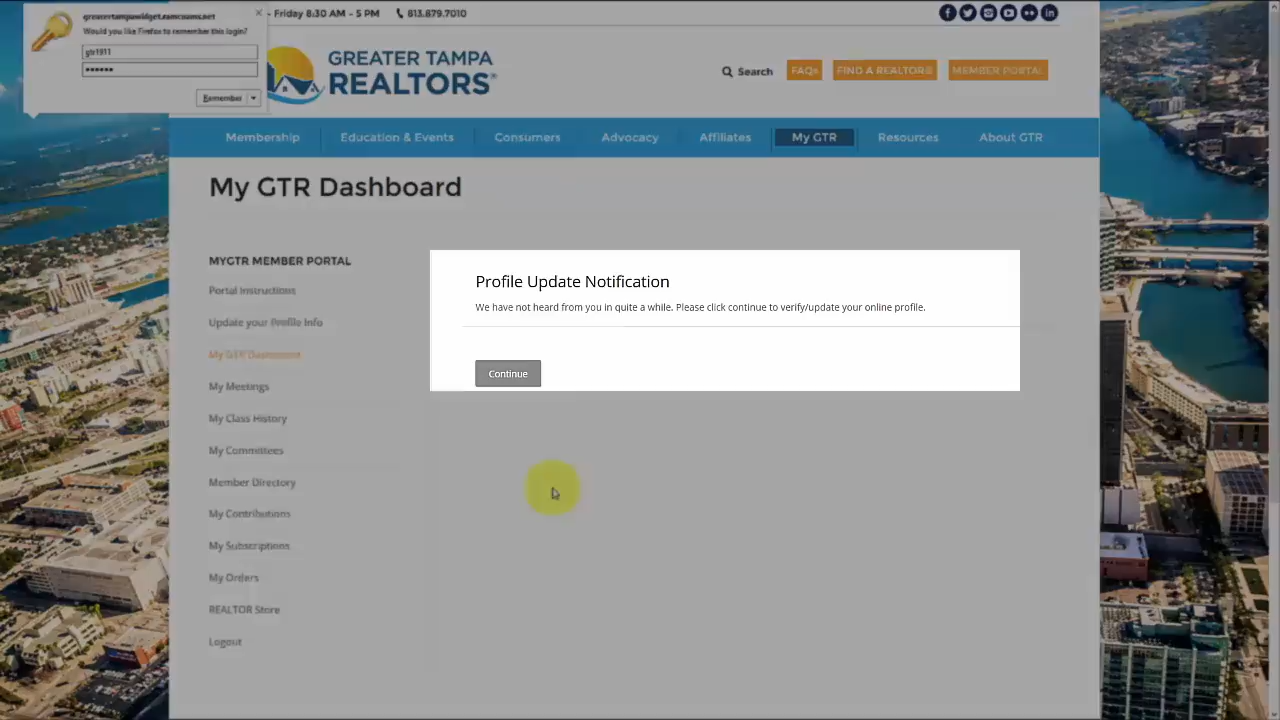 greatertampawidget.ramcoams.net
Would you like Firefox to remember this login?
gtr1911
••••••
Remember
- Friday 8:30 AM - 5 PM 813.879.7010
GREATER TAMPA
REALTORS®
Search FAQs FIND A REALTOR® MEMBER PORTAL
Membership Education & Events Consumers Advocacy Affiliates My GTR Resources About GTR
My GTR Dashboard
MYGTR MEMBER PORTAL
Portal Instructions
Update your Profile Info
My GTR Dashboard
My Meetings
My Class History
My Committees
Member Directory
My Contributions
My Subscriptions
My Orders
REALTOR Store
Logout
Profile Update Notification
We have not heard from you in quite a while. Please click continue to verify/update your online profile.
Continue